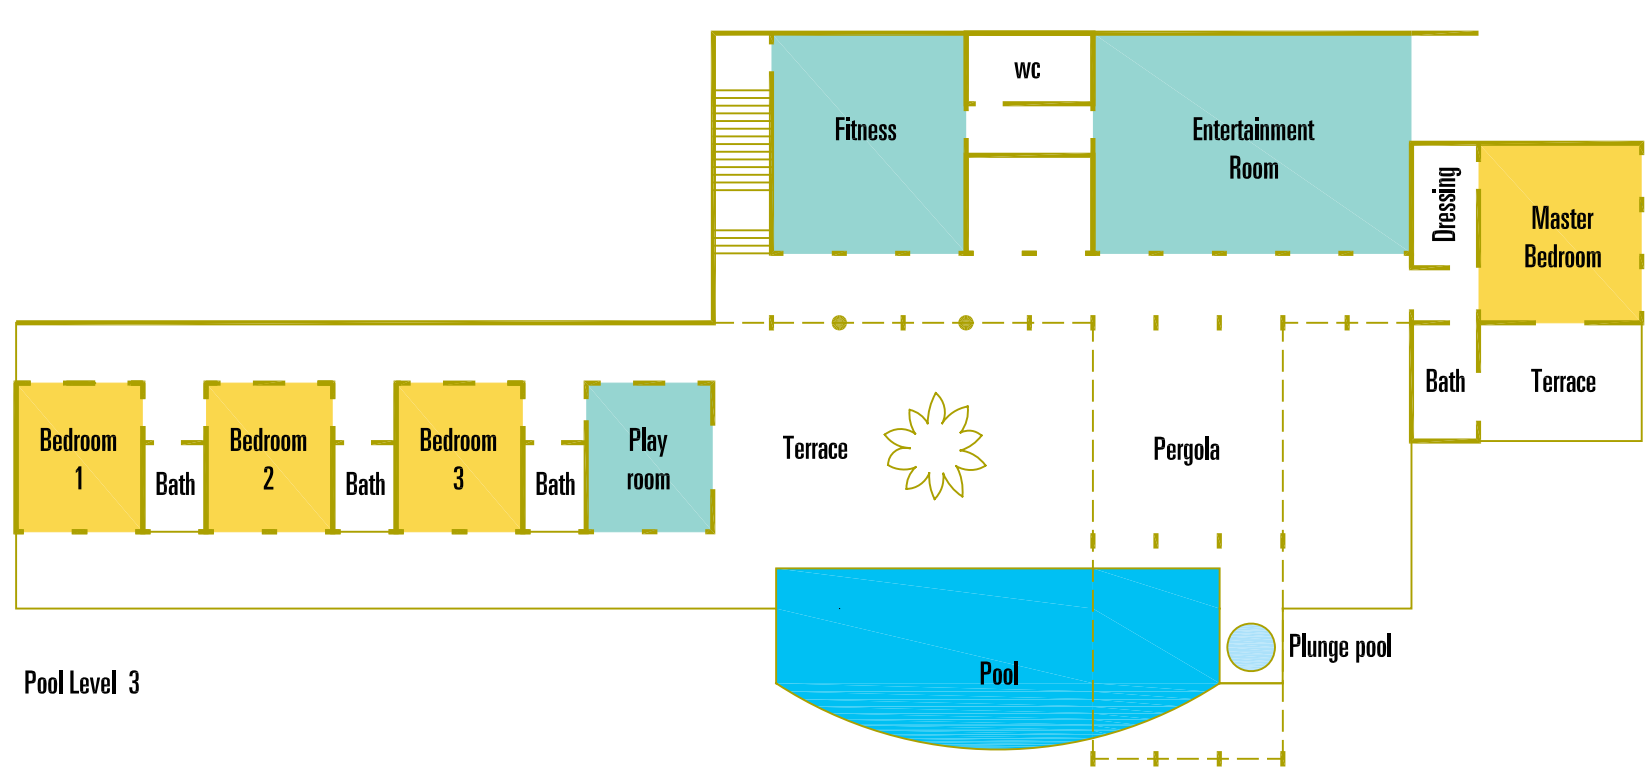 wc
Fitness
Entertainment
Room
Dressing
Master
Bedroom
Bath
Terrace
Bedroom
1
Bath
Bedroom
2
Bath
Bedroom
3
Bath
Play
room
Terrace
Pergola
Pool
Plunge pool
Pool Level 3